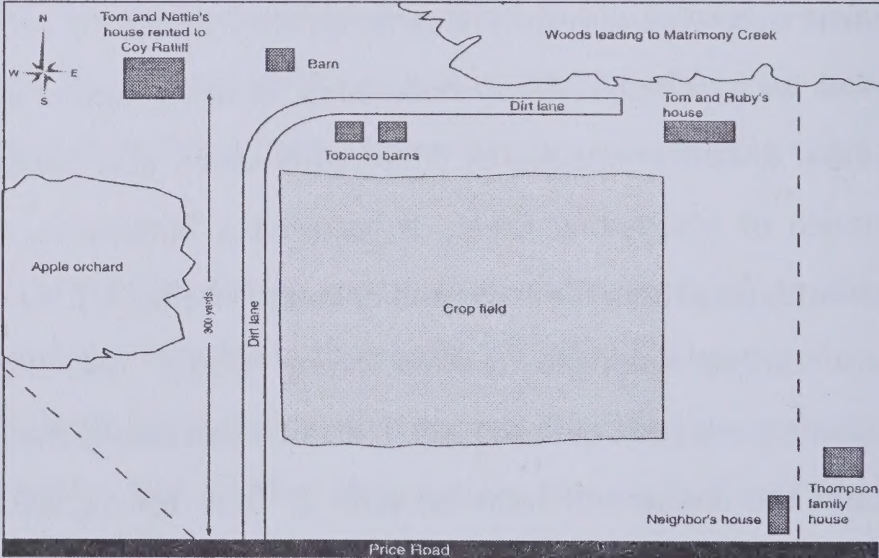 N
W E
S
Tom and Nettie's
house rented to
Coy Ratliff
Barn
Woods leading to Matrimony Creek
Dirt lane
Tom and Ruby's
house
Tobacco barns
Apple orchard
300 yards
Dirt lane
Crop field
Thompson
family
house
Neighbor's house
Price Road